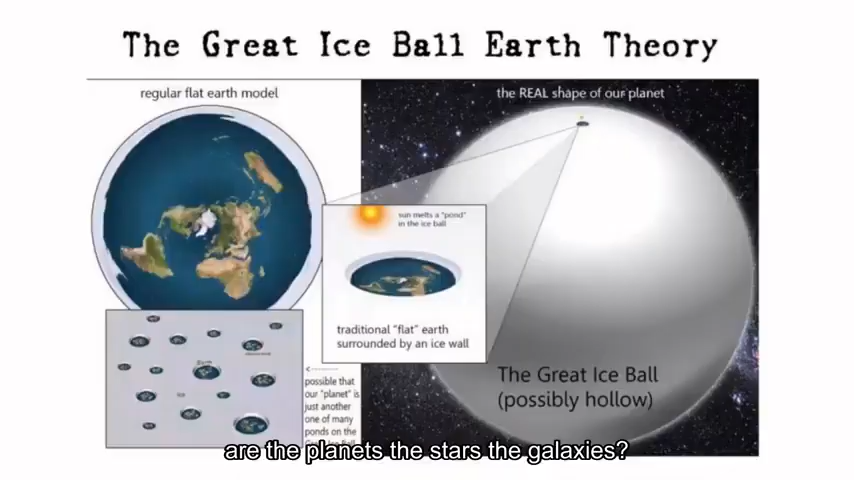 The Great Ice Ball Earth Theory
regular flat earth model
the REAL shape of our planet
sun melts a "pond"
in the ice ball
traditional "flat" earth
surrounded by an ice wall
Earth
possible that
our "planet" is
just another
one of many
ponds on the
The Great Ice Ball
(possibly hollow)
are the planets the stars the galaxies?